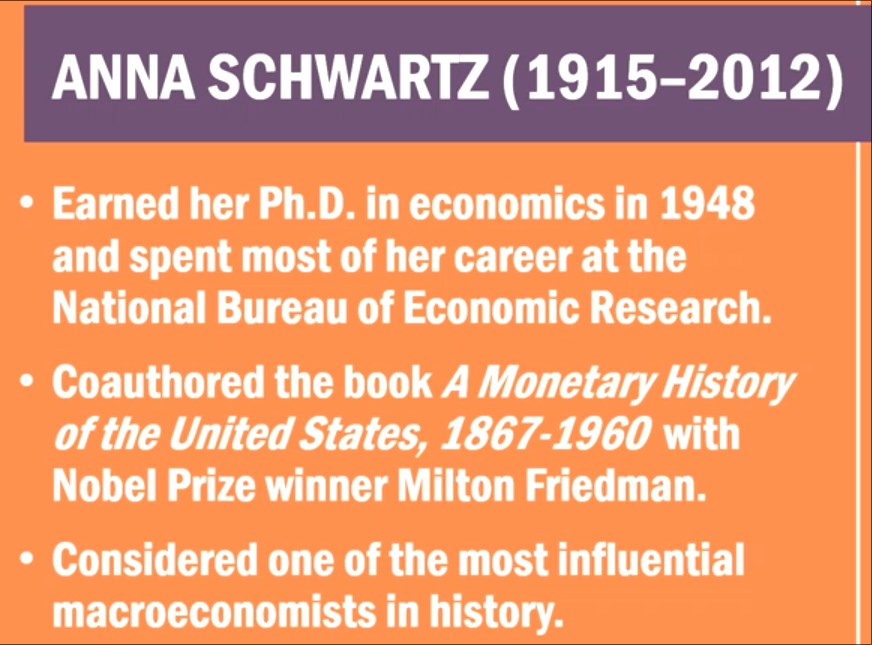 ANNA SCHWARTZ (1915–2012)
• Earned her Ph.D. in economics in 1948
and spent most of her career at the
National Bureau of Economic Research.
• Coauthored the book A Monetary History
of the United States, 1867-1960 with
Nobel Prize winner Milton Friedman.
• Considered one of the most influential
macroeconomists in history.